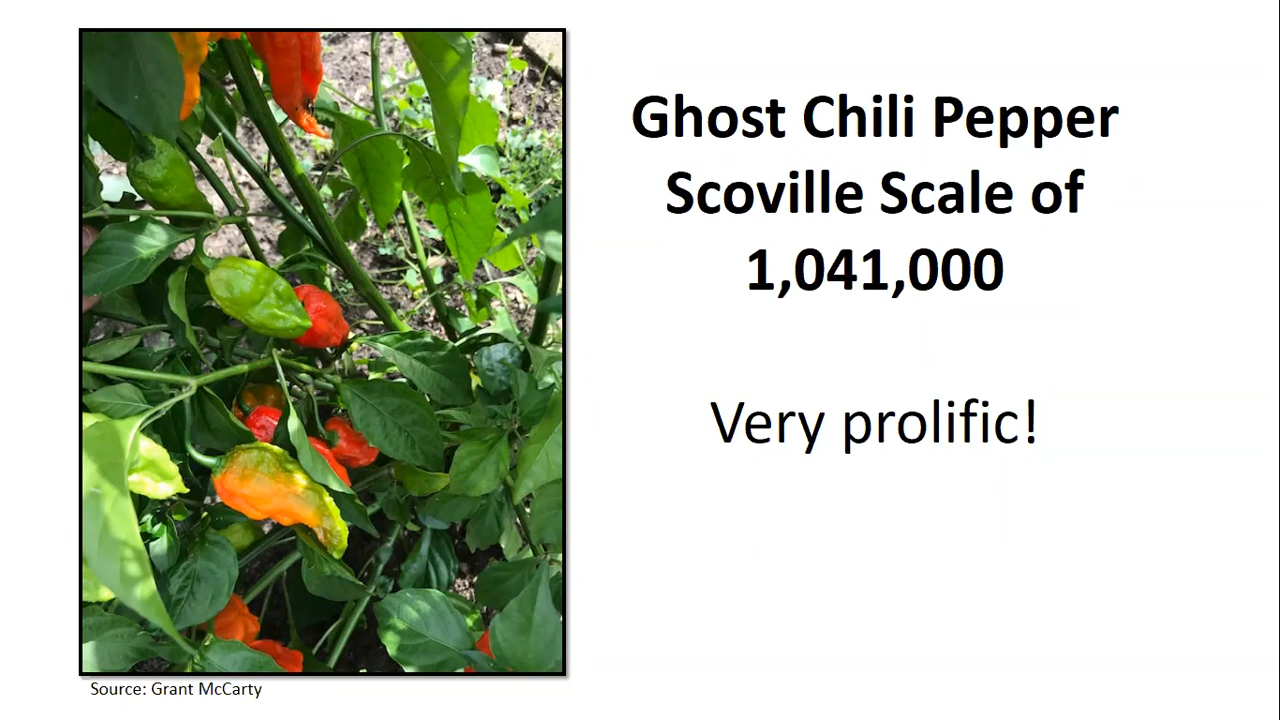 Ghost Chili Pepper
Scoville Scale of
1,041,000
Very prolific!
Source: Grant McCarty